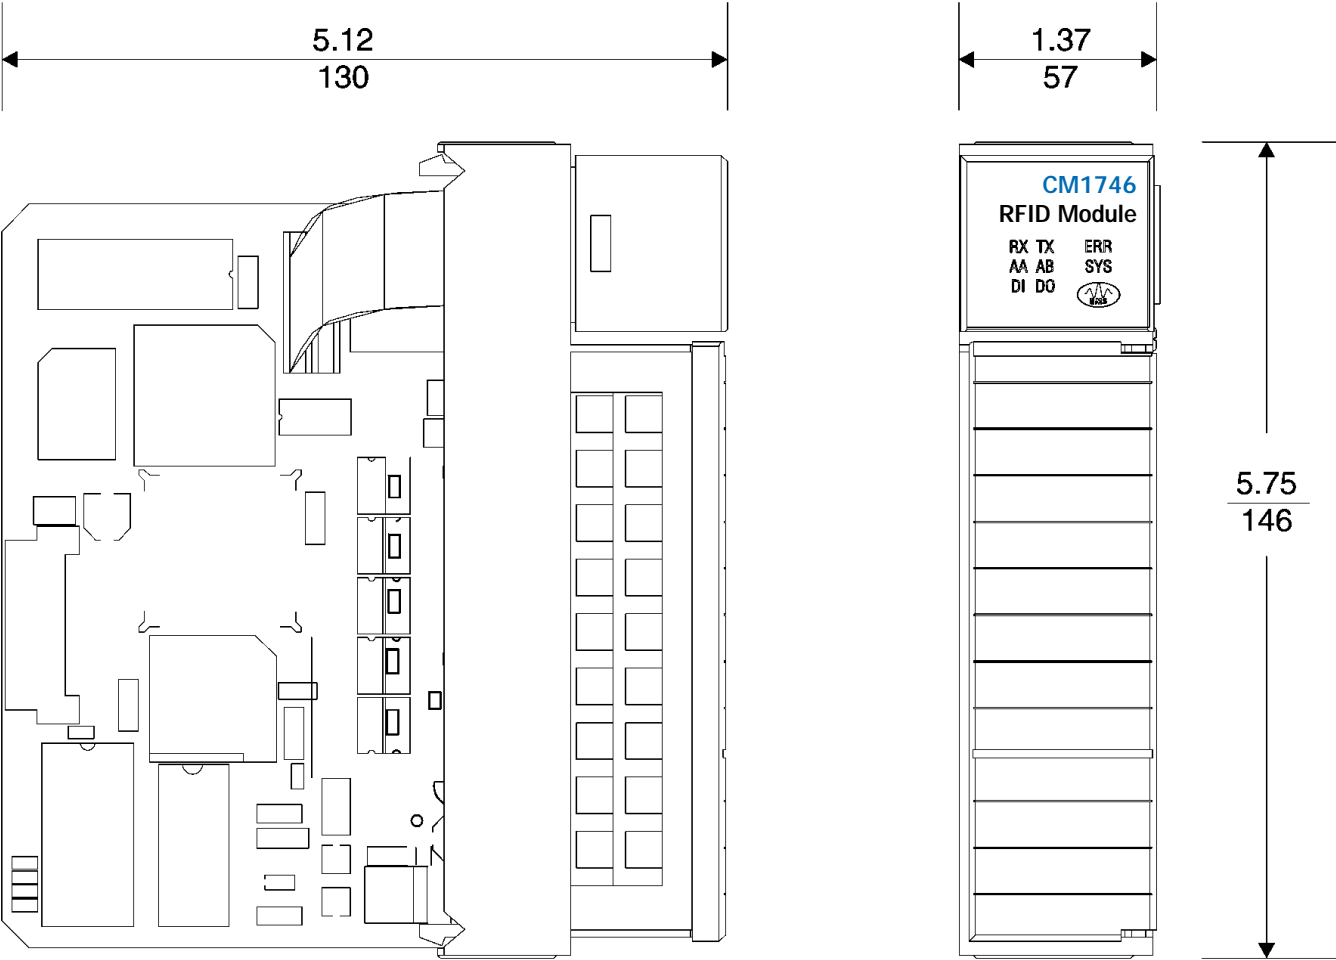 5.12
130
1.37
57
CM1746
RFID Module
RX TX ERR
AA AB SYS
DI DO
EMS
5.75
146